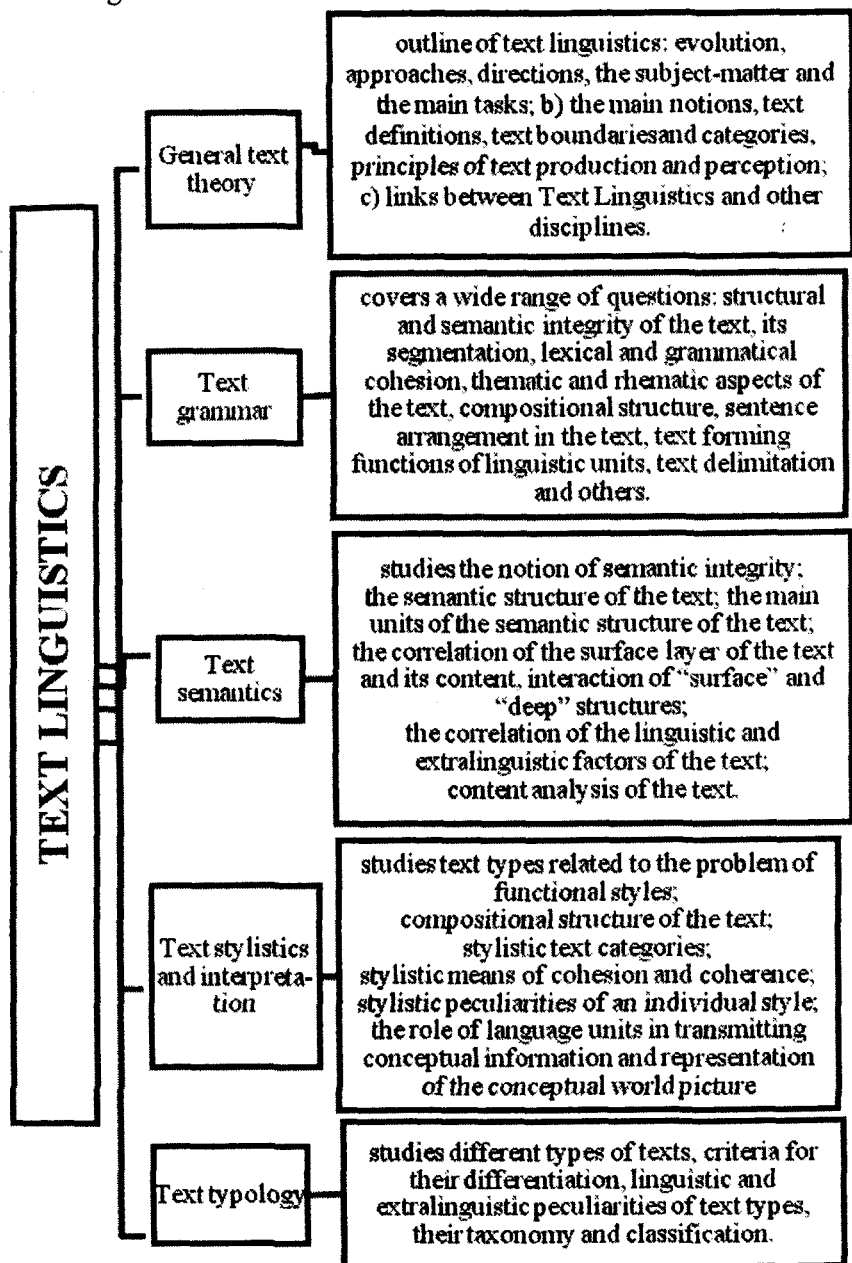 TEXT LINGUISTICS
General text
theory
outline of text linguistics: evolution,
approaches, directions, the subject-matter and
the main tasks; b) the main notions, text
definitions, text boundariesand categories,
principles of text production and perception;
c) links between Text Linguistics and other
disciplines.
Text
grammar
covers a wide range of questions: structural
and semantic integrity of the text, its
segmentation, lexical and grammatical
cohesion, thematic and rhematic aspects of
the text, compositional structure, sentence
arrangement in the text, text forming
functions of linguistic units, text delimitation
and others.
Text
semantics
studies the notion of semantic integrity;
the semantic structure of the text; the main
units of the semantic structure of the text;
the correlation of the surface layer of the text
and its content, interaction of “surface” and
“deep” structures;
the correlation of the linguistic and
extralinguistic factors of the text;
content analysis of the text.
Text stylistics
and interpreta-
tion
studies text types related to the problem of
functional styles;
compositional structure of the text;
stylistic text categories;
stylistic means of cohesion and coherence;
stylistic peculiarities of an individual style;
the role of language units in transmitting
conceptual information and representation
of the conceptual world picture
Text typology
studies different types of texts, criteria for
their differentiation, linguistic and
extralinguistic peculiarities of text types,
their taxonomy and classification.